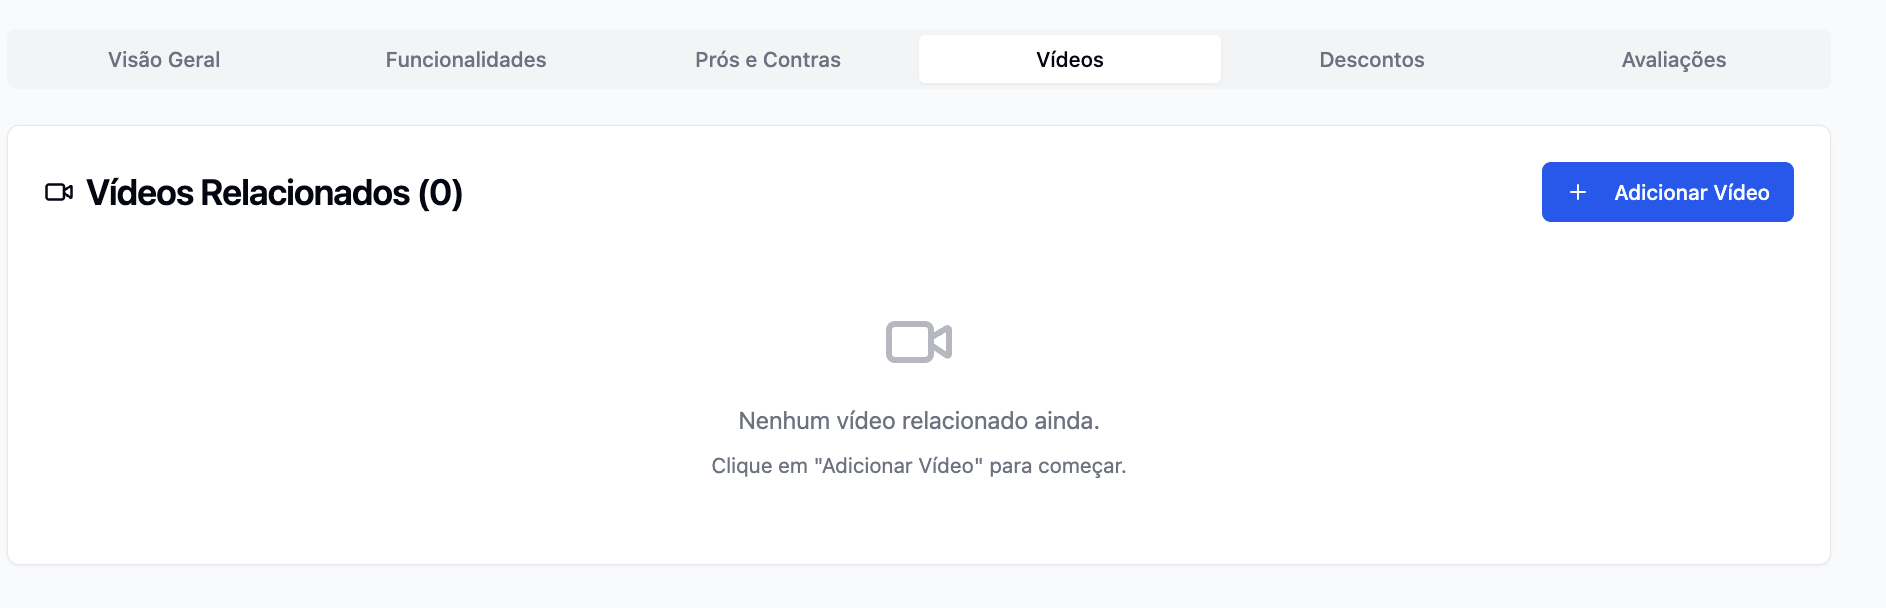 Visão Geral
Funcionalidades
Prós e Contras
Vídeos
Descontos
Avaliações
Vídeos Relacionados (0)
+ Adicionar Vídeo
Nenhum vídeo relacionado ainda.
Clique em "Adicionar Vídeo" para começar.